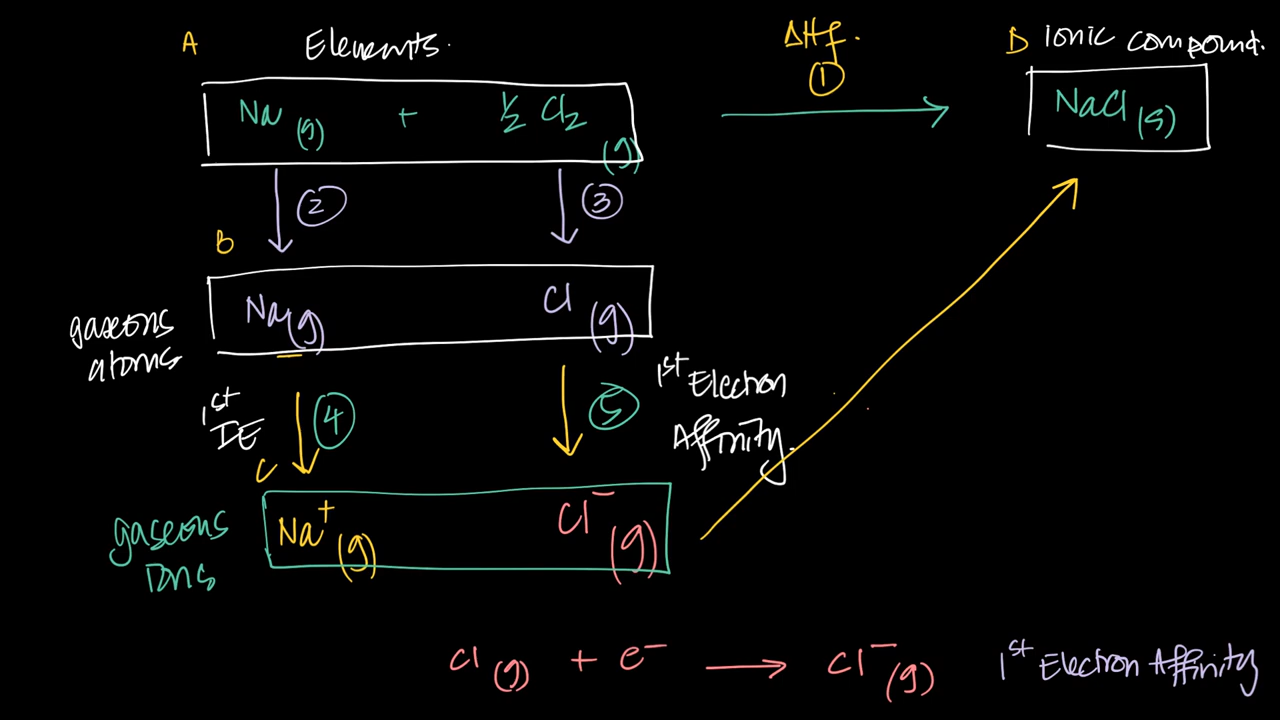 A Elements. ΔHf. D Ionic compound.
①
Na (g) + ½ Cl₂ (g) NaCl (s)
② ③
B
Na (g) Cl (g)
gaseous
atoms
1st
IE ④ ⑤ 1st Electron
Affinity.
C
Na⁺ (g) Cl⁻ (g)
gaseous
ions
Cl (g) + e⁻ → Cl⁻ (g) 1st Electron Affinity